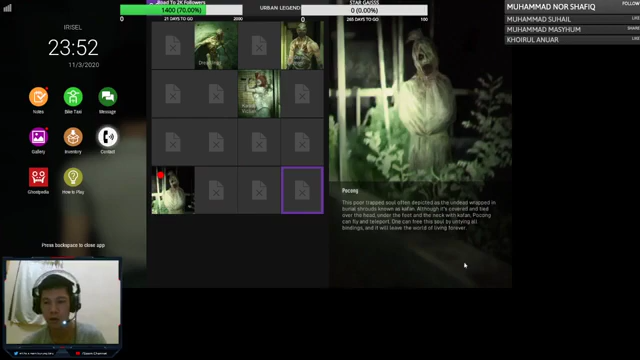 IRISEL
23:52
11/3/2020
Notes
Bike Taxi
Message
Gallery
Inventory
Contact
Ghostpedia
How to Play
Press backspace to close app
Road To 2K Followers
1400 (70.00%)
0
21 DAYS TO GO
2000
URBAN LEGEND
STAR GAISSS
0 (0.00%)
0
265 DAYS TO GO
100
MUHAMMAD NOR SHAFIQ
FOLLOW
MUHAMMAD SUHAIL
LIKE
MUHAMMAD MASYHUM
SHARE
KHOIRUL ANUAR
LIKE
Pocong
This poor trapped soul often depicted as the undead wrapped in
burial shrouds known as kafan. Although it's covered and tied
over the head, under the foot and the neck with kafan, Pocong
can fly and teleport. One can free this soul by untying all
bindings, and it will leave the world of living forever.